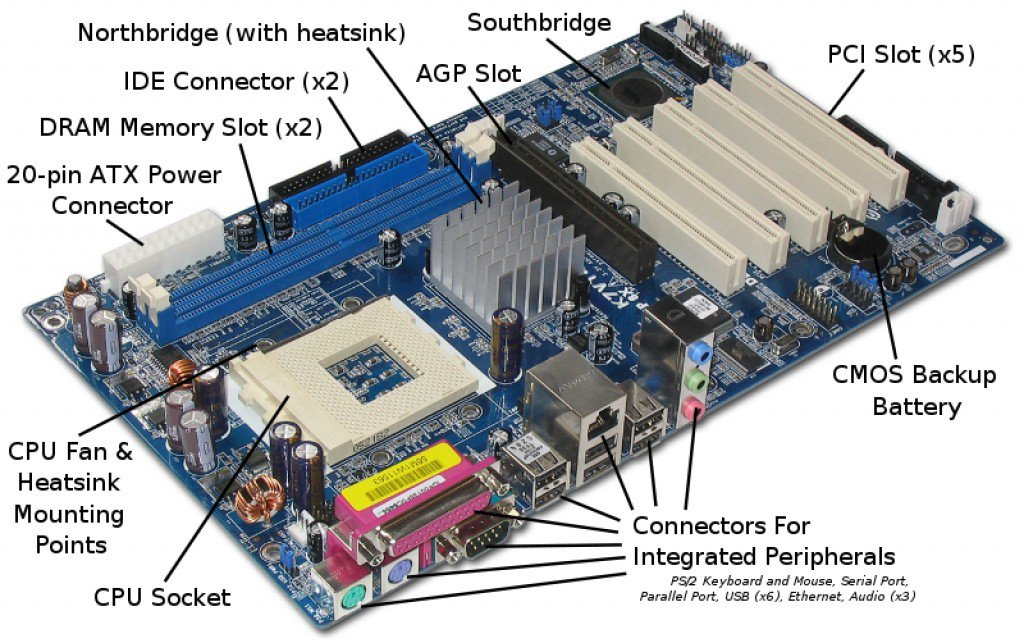 Southbridge
Northbridge (with heatsink)
PCI Slot (x5)
AGP Slot
IDE Connector (x2)
DRAM Memory Slot (x2)
20-pin ATX Power
Connector
K7V
CMOS Backup
Battery
CPU Fan &
Heatsink
Mounting
Points
Connectors For
Integrated Peripherals
PS/2 Keyboard and Mouse, Serial Port,
Parallel Port, USB (x6), Ethernet, Audio (x3)
CPU Socket